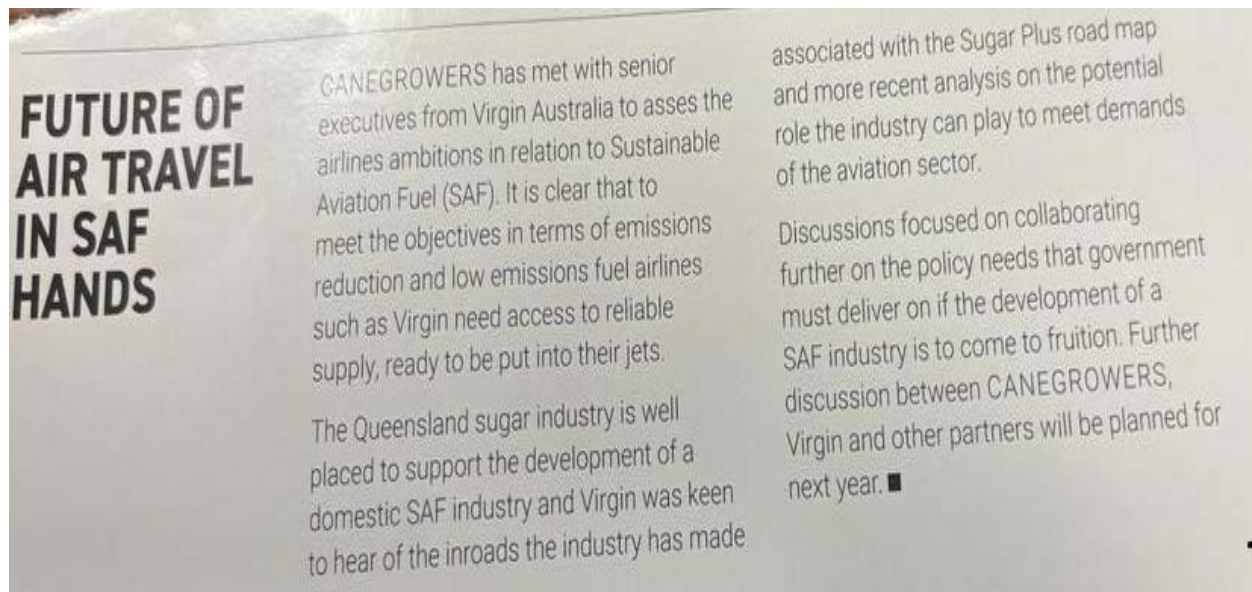 FUTURE OF
AIR TRAVEL
IN SAF
HANDS
CANEGROWERS has met with senior
executives from Virgin Australia to asses the
airlines ambitions in relation to Sustainable
Aviation Fuel (SAF). It is clear that to
meet the objectives in terms of emissions
reduction and low emissions fuel airlines
such as Virgin need access to reliable
supply, ready to be put into their jets.
The Queensland sugar industry is well
placed to support the development of a
domestic SAF industry and Virgin was keen
to hear of the inroads the industry has made
associated with the Sugar Plus road map
and more recent analysis on the potential
role the industry can play to meet demands
of the aviation sector.
Discussions focused on collaborating
further on the policy needs that government
must deliver on if the development of a
SAF industry is to come to fruition. Further
discussion between CANEGROWERS,
Virgin and other partners will be planned for
next year. ■